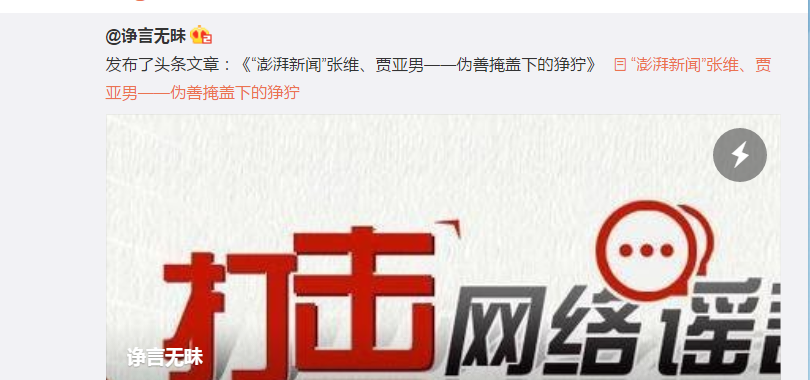 @诤言无昧
发布了头条文章：《“澎湃新闻”张维、贾亚男——伪善掩盖下的狰狞》 “澎湃新闻”张维、贾
亚男——伪善掩盖下的狰狞
打击
网络谣
诤言无昧